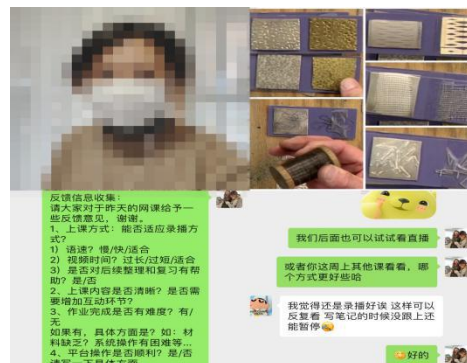 反馈信息收集:
请大家对于昨天的网课给予一
些反馈意见，谢谢。
1、上课方式：能否适应录播方
式?
1) 语速? 慢/快/适合
2) 视频时间? 过长/过短/适合
3) 是否对后续整理和复习有帮
助? 是/否
2、上课内容是否清晰? 是否需
要增加互动环节?
3、作业完成是否有难度? 有/
无
如果有，具体方面是? 如：材
料缺乏? 系统操作有困难等...
4、平台操作是否顺利? 是/否
我们后面也可以试试看直播
或者你这周上其他课看看，哪
个方式更好些哈
我觉得还是录播好诶 这样可以
反复看 写笔记的时候没跟上还
能暂停
好的